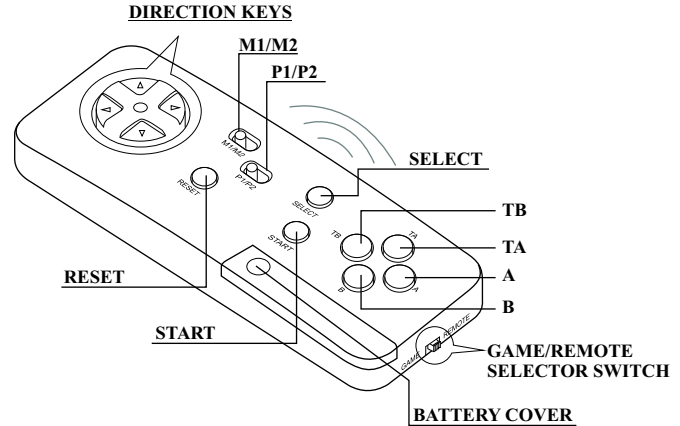 DIRECTION KEYS
M1/M2
P1/P2
SELECT
TB
TA
A
B
RESET
START
GAME/REMOTE
SELECTOR SWITCH
BATTERY COVER
M1/M2
P1/P2
RESET
SELECT
START
TB
TA
B
A
GAME
REMOTE